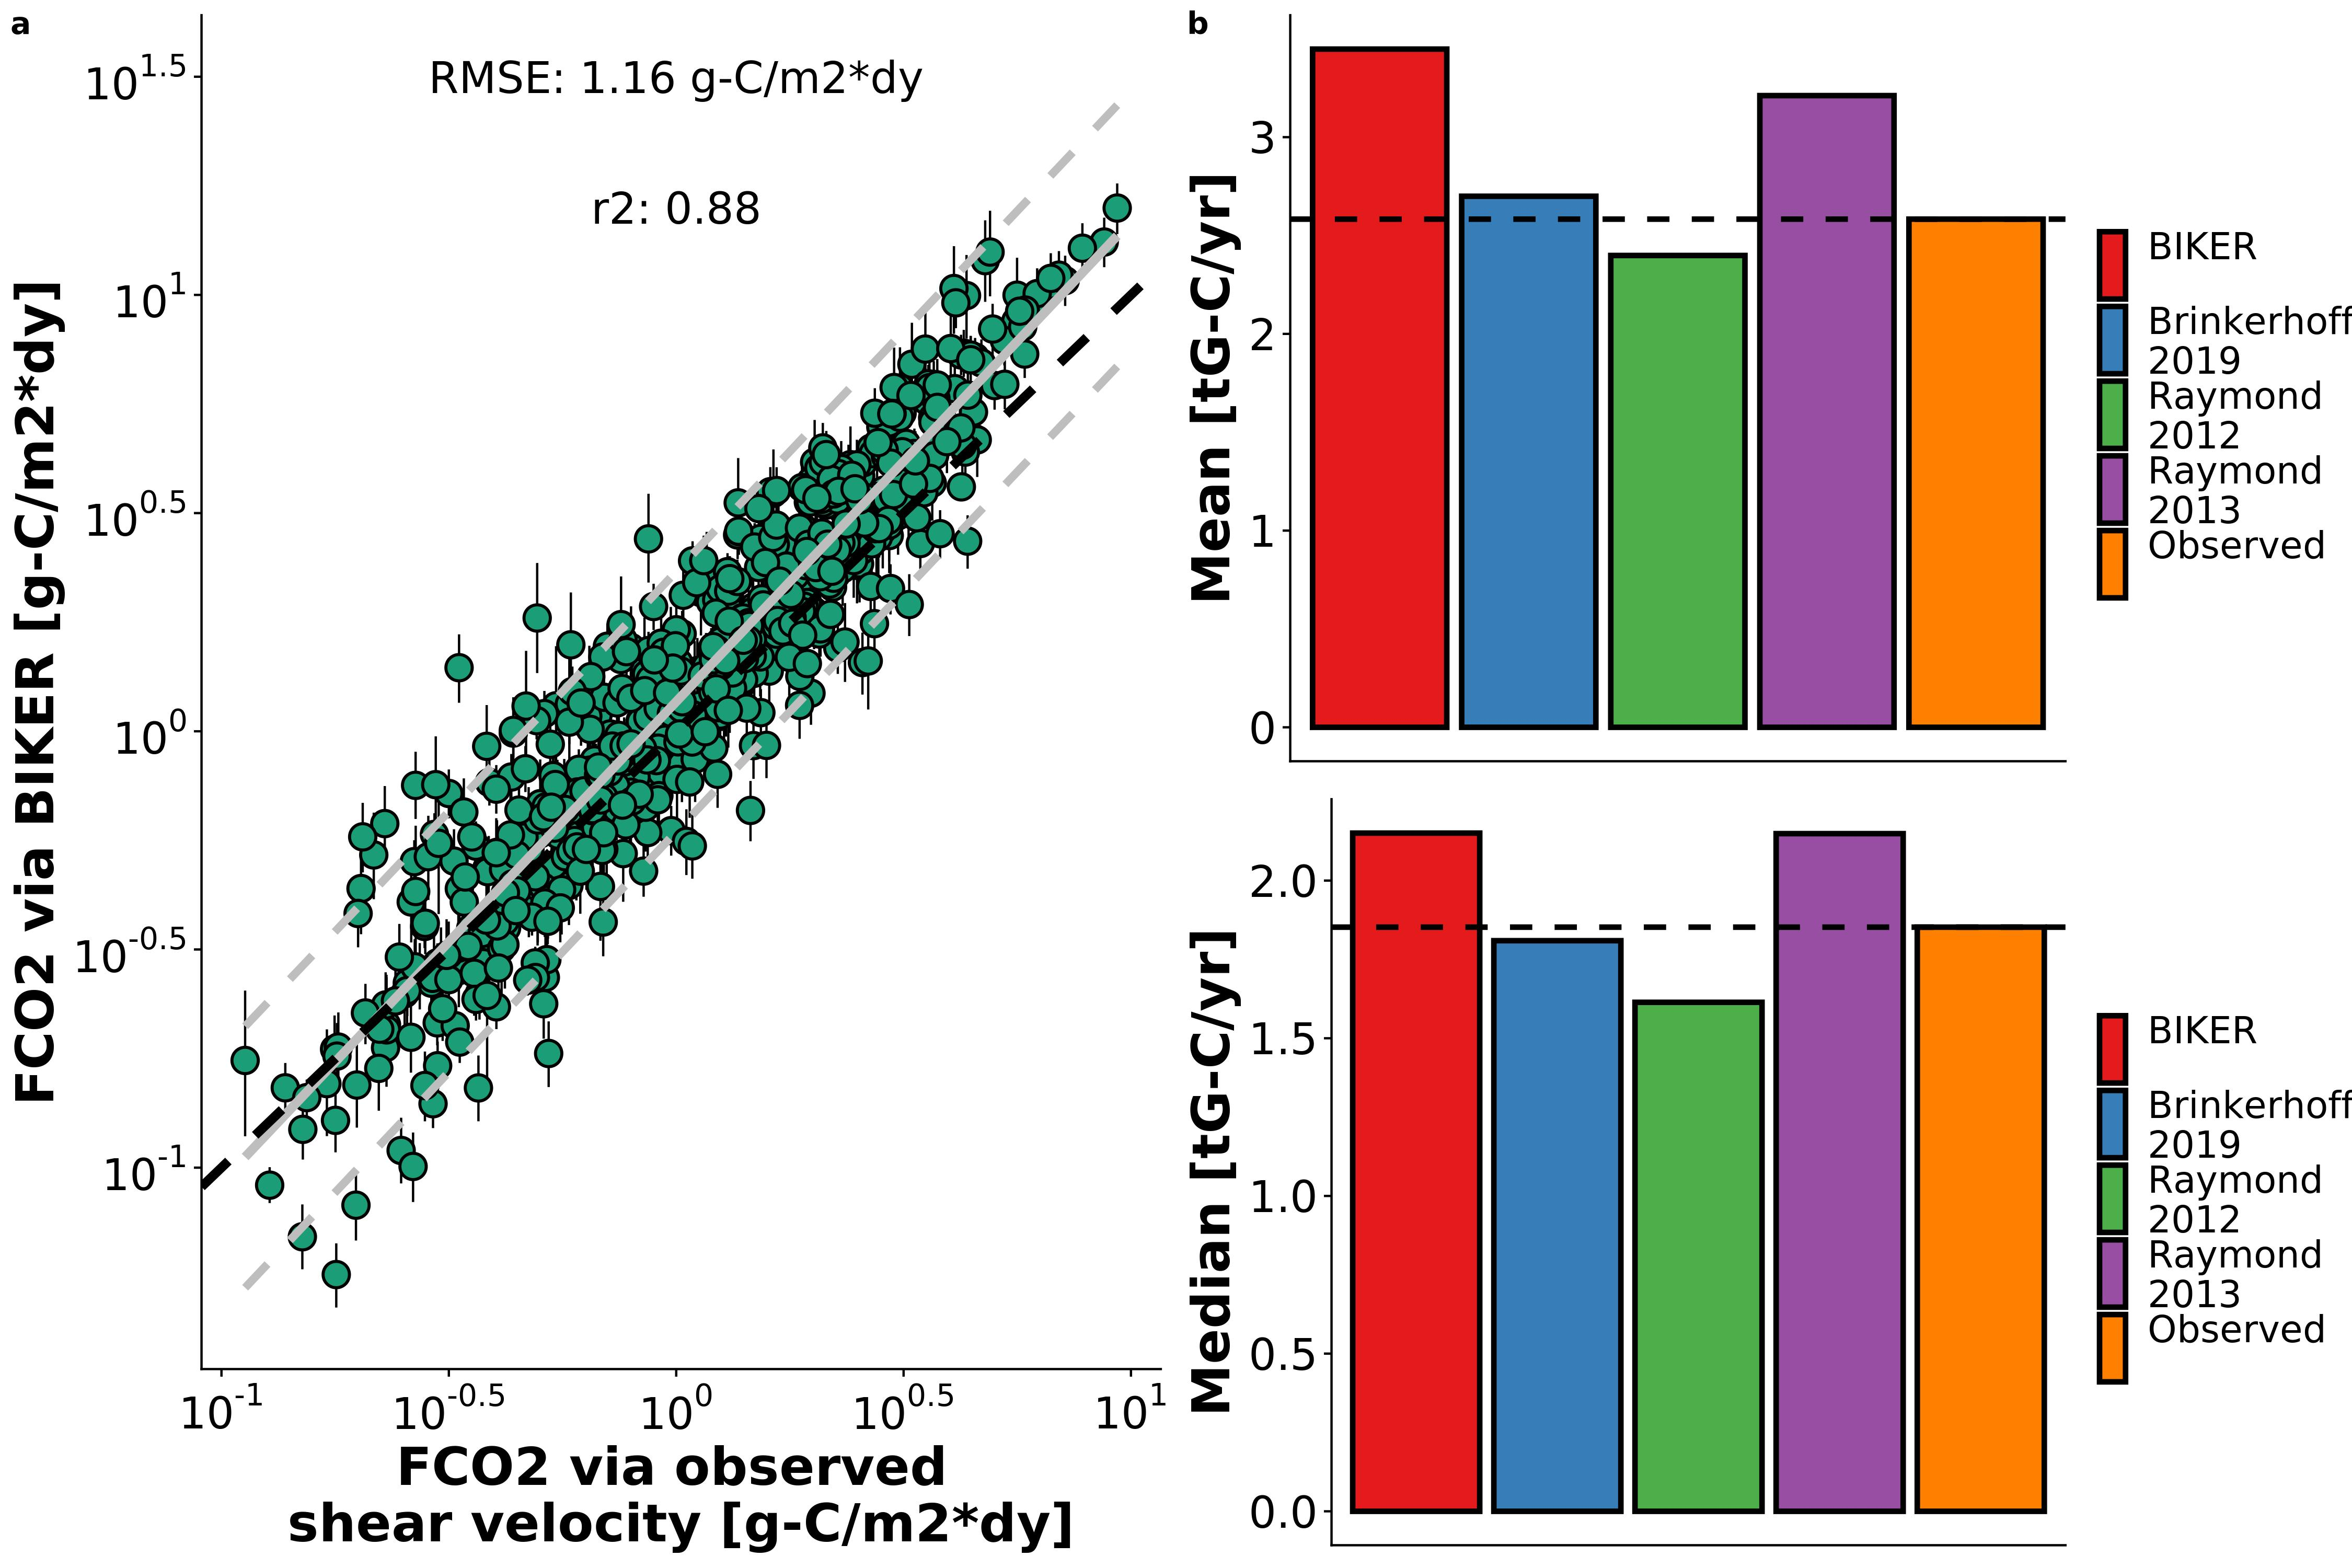 a
RMSE: 1.16 g-C/m2*dy
r2: 0.88
FCO2 via BIKER [g-C/m2*dy]
10^1.5
10^1
10^0.5
10^0
10^-0.5
10^-1
10^-1 10^-0.5 10^0 10^0.5 10^1
FCO2 via observed
shear velocity [g-C/m2*dy]
b
Mean [tG-C/yr]
3
2
1
0
BIKER
Brinkerhoff
2019
Raymond
2012
Raymond
2013
Observed
Median [tG-C/yr]
2.0
1.5
1.0
0.5
0.0
BIKER
Brinkerhoff
2019
Raymond
2012
Raymond
2013
Observed